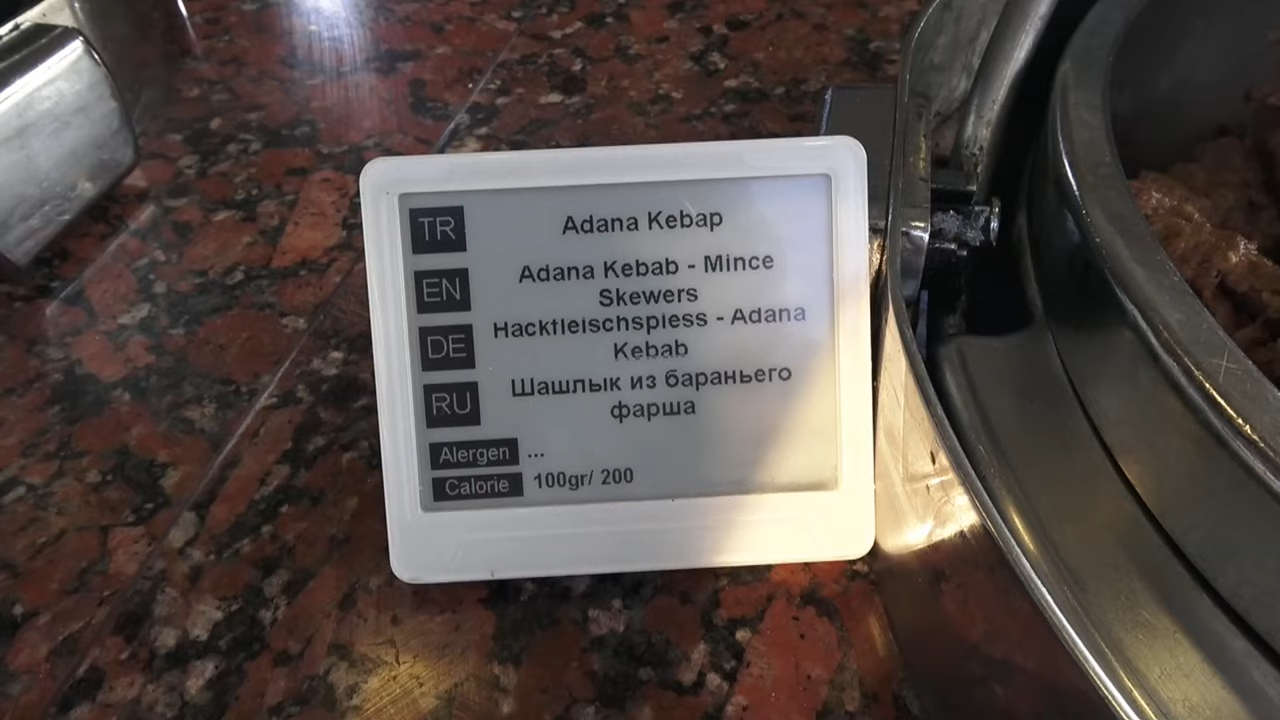 TR Adana Kebap
EN Adana Kebab - Mince
Skewers
DE Hackfleischspiess - Adana
Kebab
RU Шашлык из бараньего
фарша
Alergen ...
Calorie 100gr/ 200